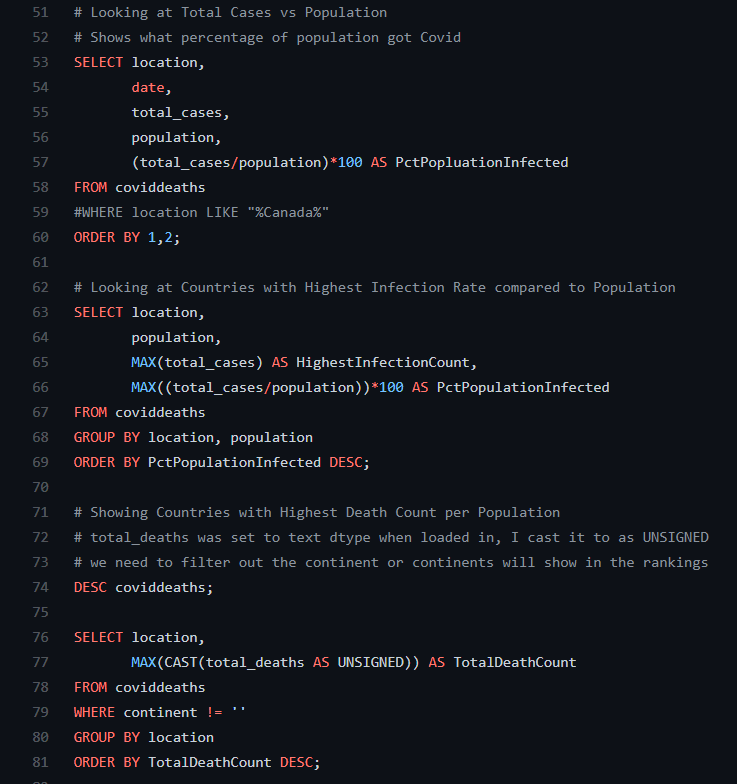 51 # Looking at Total Cases vs Population
52 # Shows what percentage of population got Covid
53 SELECT location,
54 date,
55 total_cases,
56 population,
57 (total_cases/population)*100 AS PctPopluationInfected
58 FROM coviddeaths
59 #WHERE location LIKE "%Canada%"
60 ORDER BY 1,2;
61
62 # Looking at Countries with Highest Infection Rate compared to Population
63 SELECT location,
64 population,
65 MAX(total_cases) AS HighestInfectionCount,
66 MAX((total_cases/population))*100 AS PctPopulationInfected
67 FROM coviddeaths
68 GROUP BY location, population
69 ORDER BY PctPopulationInfected DESC;
70
71 # Showing Countries with Highest Death Count per Population
72 # total_deaths was set to text dtype when loaded in, I cast it to as UNSIGNED
73 # we need to filter out the continent or continents will show in the rankings
74 DESC coviddeaths;
75
76 SELECT location,
77 MAX(CAST(total_deaths AS UNSIGNED)) AS TotalDeathCount
78 FROM coviddeaths
79 WHERE continent != ''
80 GROUP BY location
81 ORDER BY TotalDeathCount DESC;